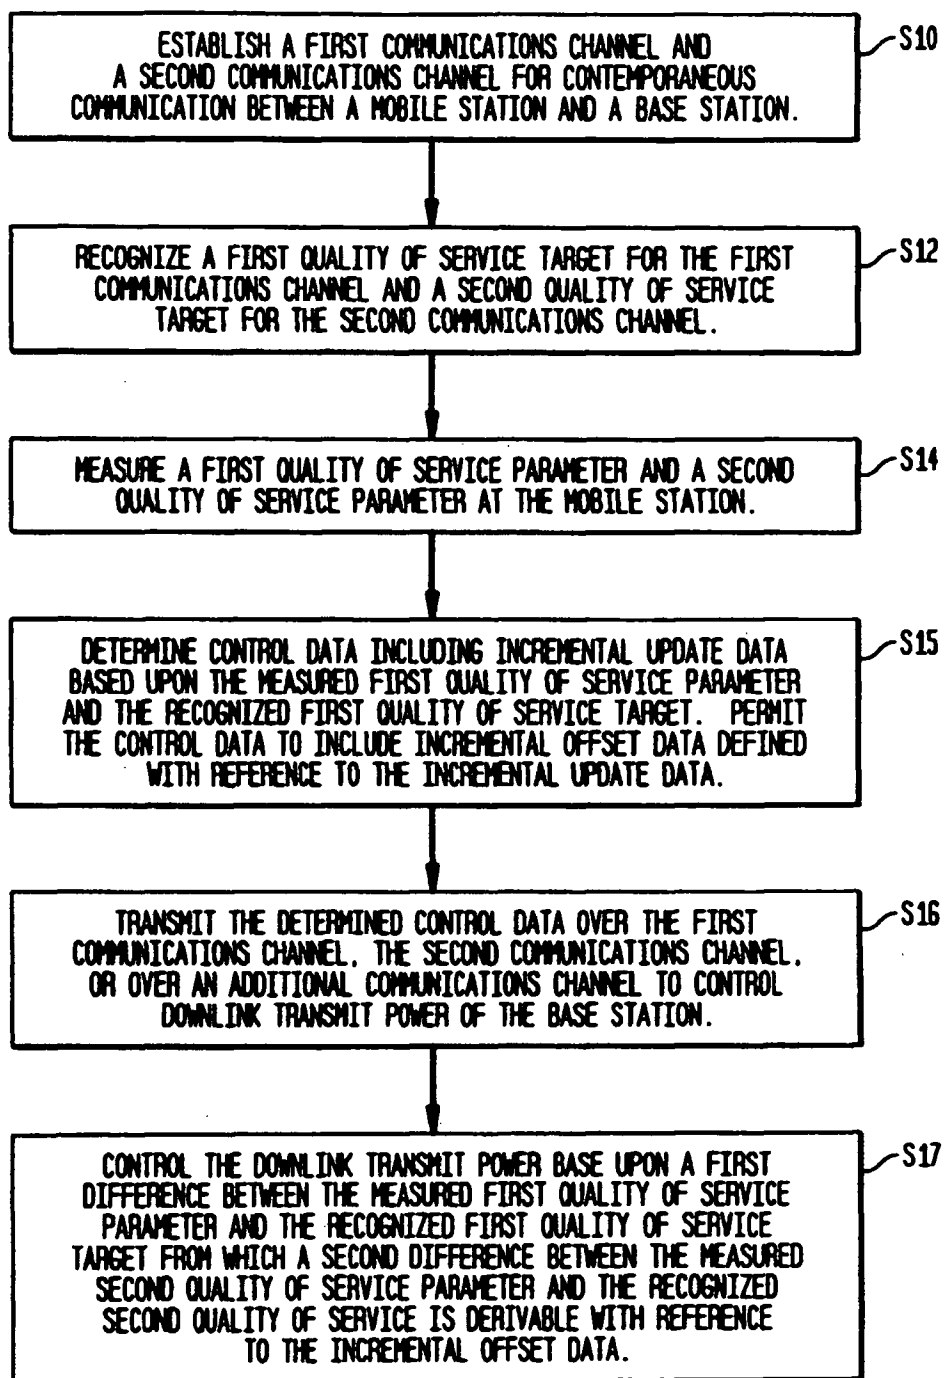 ESTABLISH A FIRST COMMUNICATIONS CHANNEL AND
A SECOND COMMUNICATIONS CHANNEL FOR CONTEMPORANEOUS
COMMUNICATION BETWEEN A MOBILE STATION AND A BASE STATION.
S10
RECOGNIZE A FIRST QUALITY OF SERVICE TARGET FOR THE FIRST
COMMUNICATIONS CHANNEL AND A SECOND QUALITY OF SERVICE
TARGET FOR THE SECOND COMMUNICATIONS CHANNEL.
S12
MEASURE A FIRST QUALITY OF SERVICE PARAMETER AND A SECOND
QUALITY OF SERVICE PARAMETER AT THE MOBILE STATION.
S14
DETERMINE CONTROL DATA INCLUDING INCREMENTAL UPDATE DATA
BASED UPON THE MEASURED FIRST QUALITY OF SERVICE PARAMETER
AND THE RECOGNIZED FIRST QUALITY OF SERVICE TARGET. PERMIT
THE CONTROL DATA TO INCLUDE INCREMENTAL OFFSET DATA DEFINED
WITH REFERENCE TO THE INCREMENTAL UPDATE DATA.
S15
TRANSMIT THE DETERMINED CONTROL DATA OVER THE FIRST
COMMUNICATIONS CHANNEL, THE SECOND COMMUNICATIONS CHANNEL,
OR OVER AN ADDITIONAL COMMUNICATIONS CHANNEL TO CONTROL
DOWNLINK TRANSMIT POWER OF THE BASE STATION.
S16
CONTROL THE DOWNLINK TRANSMIT POWER BASE UPON A FIRST
DIFFERENCE BETWEEN THE MEASURED FIRST QUALITY OF SERVICE
PARAMETER AND THE RECOGNIZED FIRST QUALITY OF SERVICE
TARGET FROM WHICH A SECOND DIFFERENCE BETWEEN THE MEASURED
SECOND QUALITY OF SERVICE PARAMETER AND THE RECOGNIZED
SECOND QUALITY OF SERVICE IS DERIVABLE WITH REFERENCE
TO THE INCREMENTAL OFFSET DATA.
S17